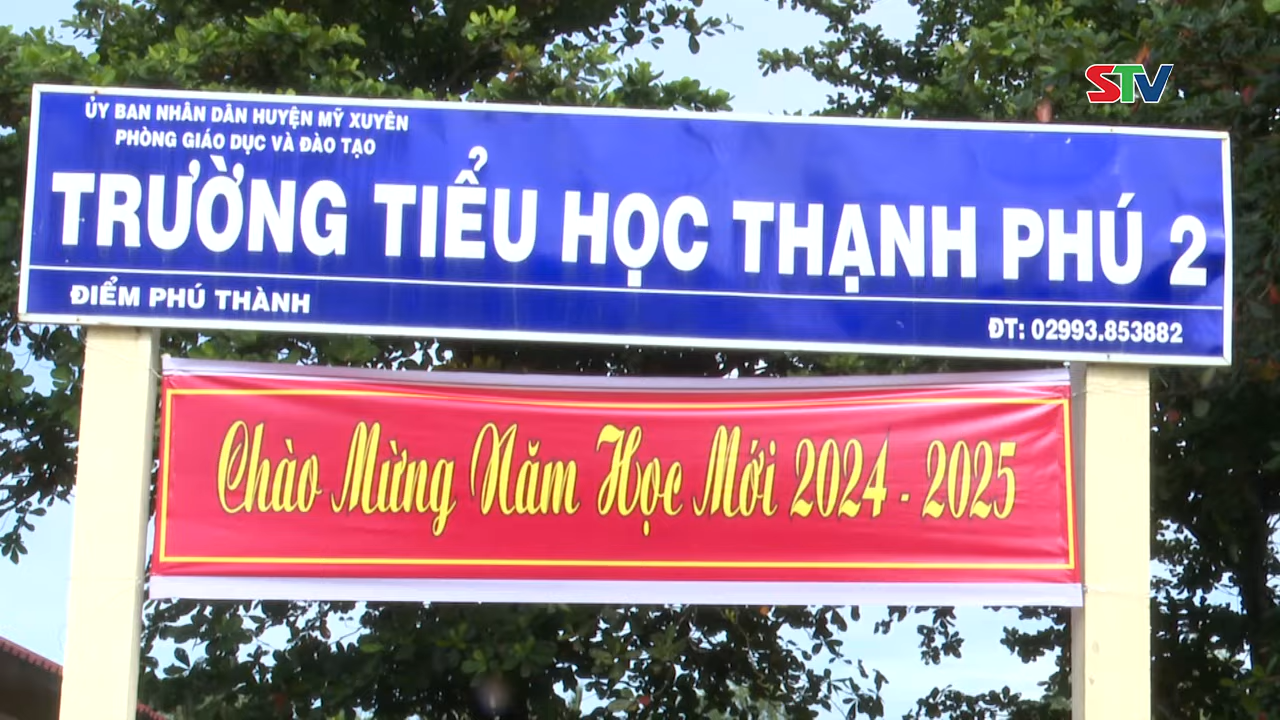 STV
ỦY BAN NHÂN DÂN HUYỆN MỸ XUYÊN
PHÒNG GIÁO DỤC VÀ ĐÀO TẠO
TRƯỜNG TIỂU HỌC THẠNH PHÚ 2
ĐIỂM PHÚ THÀNH
ĐT: 02993.853882
Chào Mừng Năm Học Mới 2024 - 2025